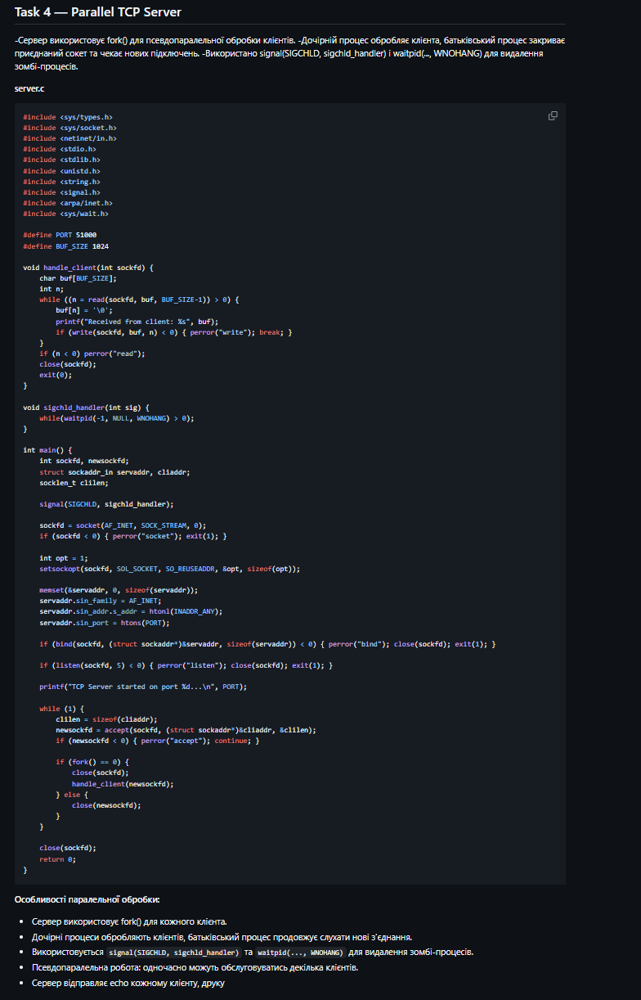 Task 4 — Parallel TCP Server
-Сервер використовує fork() для псевдопаралельної обробки клієнтів. -Дочірній процес обробляє клієнта, батьківський процес закриває
приєднаний сокет та чекає нових підключень. -Використано signal(SIGCHLD, sigchld_handler) і waitpid(..., WNOHANG) для видалення
зомбі-процесів.
server.c
#include <sys/types.h>
#include <sys/socket.h>
#include <netinet/in.h>
#include <stdio.h>
#include <stdlib.h>
#include <unistd.h>
#include <string.h>
#include <signal.h>
#include <arpa/inet.h>
#include <sys/wait.h>
#define PORT 51000
#define BUF_SIZE 1024
void handle_client(int sockfd) {
    char buf[BUF_SIZE];
    int n;
    while ((n = read(sockfd, buf, BUF_SIZE-1)) > 0) {
        buf[n] = '\0';
        printf("Received from client: %s", buf);
        if (write(sockfd, buf, n) < 0) { perror("write"); break; }
    }
    if (n < 0) perror("read");
    close(sockfd);
    exit(0);
}
void sigchld_handler(int sig) {
    while(waitpid(-1, NULL, WNOHANG) > 0);
}
int main() {
    int sockfd, newsockfd;
    struct sockaddr_in servaddr, cliaddr;
    socklen_t clilen;
    signal(SIGCHLD, sigchld_handler);
    sockfd = socket(AF_INET, SOCK_STREAM, 0);
    if (sockfd < 0) { perror("socket"); exit(1); }
    int opt = 1;
    setsockopt(sockfd, SOL_SOCKET, SO_REUSEADDR, &opt, sizeof(opt));
    memset(&servaddr, 0, sizeof(servaddr));
    servaddr.sin_family = AF_INET;
    servaddr.sin_addr.s_addr = htonl(INADDR_ANY);
    servaddr.sin_port = htons(PORT);
    if (bind(sockfd, (struct sockaddr*)&servaddr, sizeof(servaddr)) < 0) { perror("bind"); close(sockfd); exit(1); }
    if (listen(sockfd, 5) < 0) { perror("listen"); close(sockfd); exit(1); }
    printf("TCP Server started on port %d...\n", PORT);
    while (1) {
        clilen = sizeof(cliaddr);
        newsockfd = accept(sockfd, (struct sockaddr*)&cliaddr, &clilen);
        if (newsockfd < 0) { perror("accept"); continue; }
        if (fork() == 0) {
            close(sockfd);
            handle_client(newsockfd);
        } else {
            close(newsockfd);
        }
    }
    close(sockfd);
    return 0;
}
Особливості паралельної обробки:
• Сервер використовує fork() для кожного клієнта.
• Дочірні процеси обробляють клієнтів, батьківський процес продовжує слухати нові з'єднання.
• Використовується signal(SIGCHLD, sigchld_handler) та waitpid(..., WNOHANG) для видалення зомбі-процесів.
• Псевдопаралельна робота: одночасно можуть обслуговуватись декілька клієнтів.
• Сервер відправляє echo кожному клієнту, друку